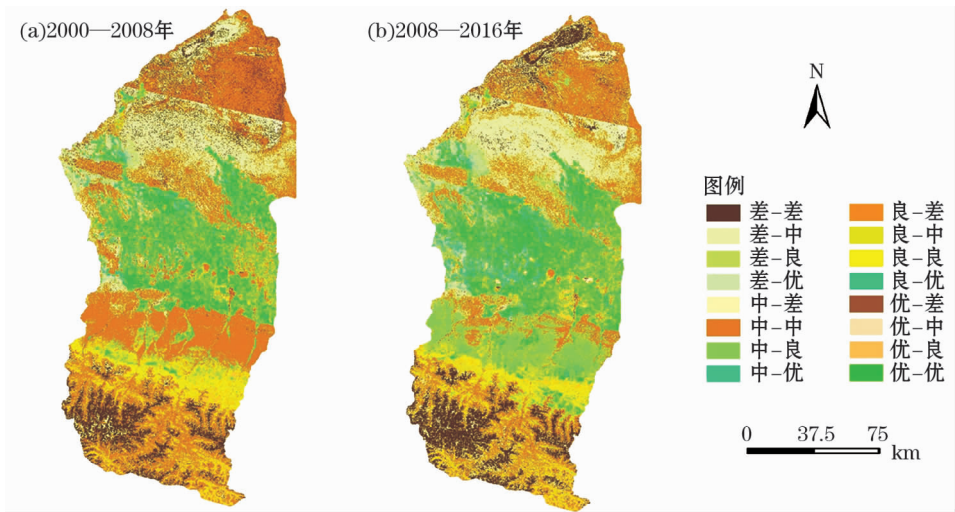 (a)2000—2008年
(b)2008—2016年
N
图例
差-差
差-中
差-良
差-优
中-差
中-中
中-良
中-优
良-差
良-中
良-良
良-优
优-差
优-中
优-良
优-优
0 37.5 75
km